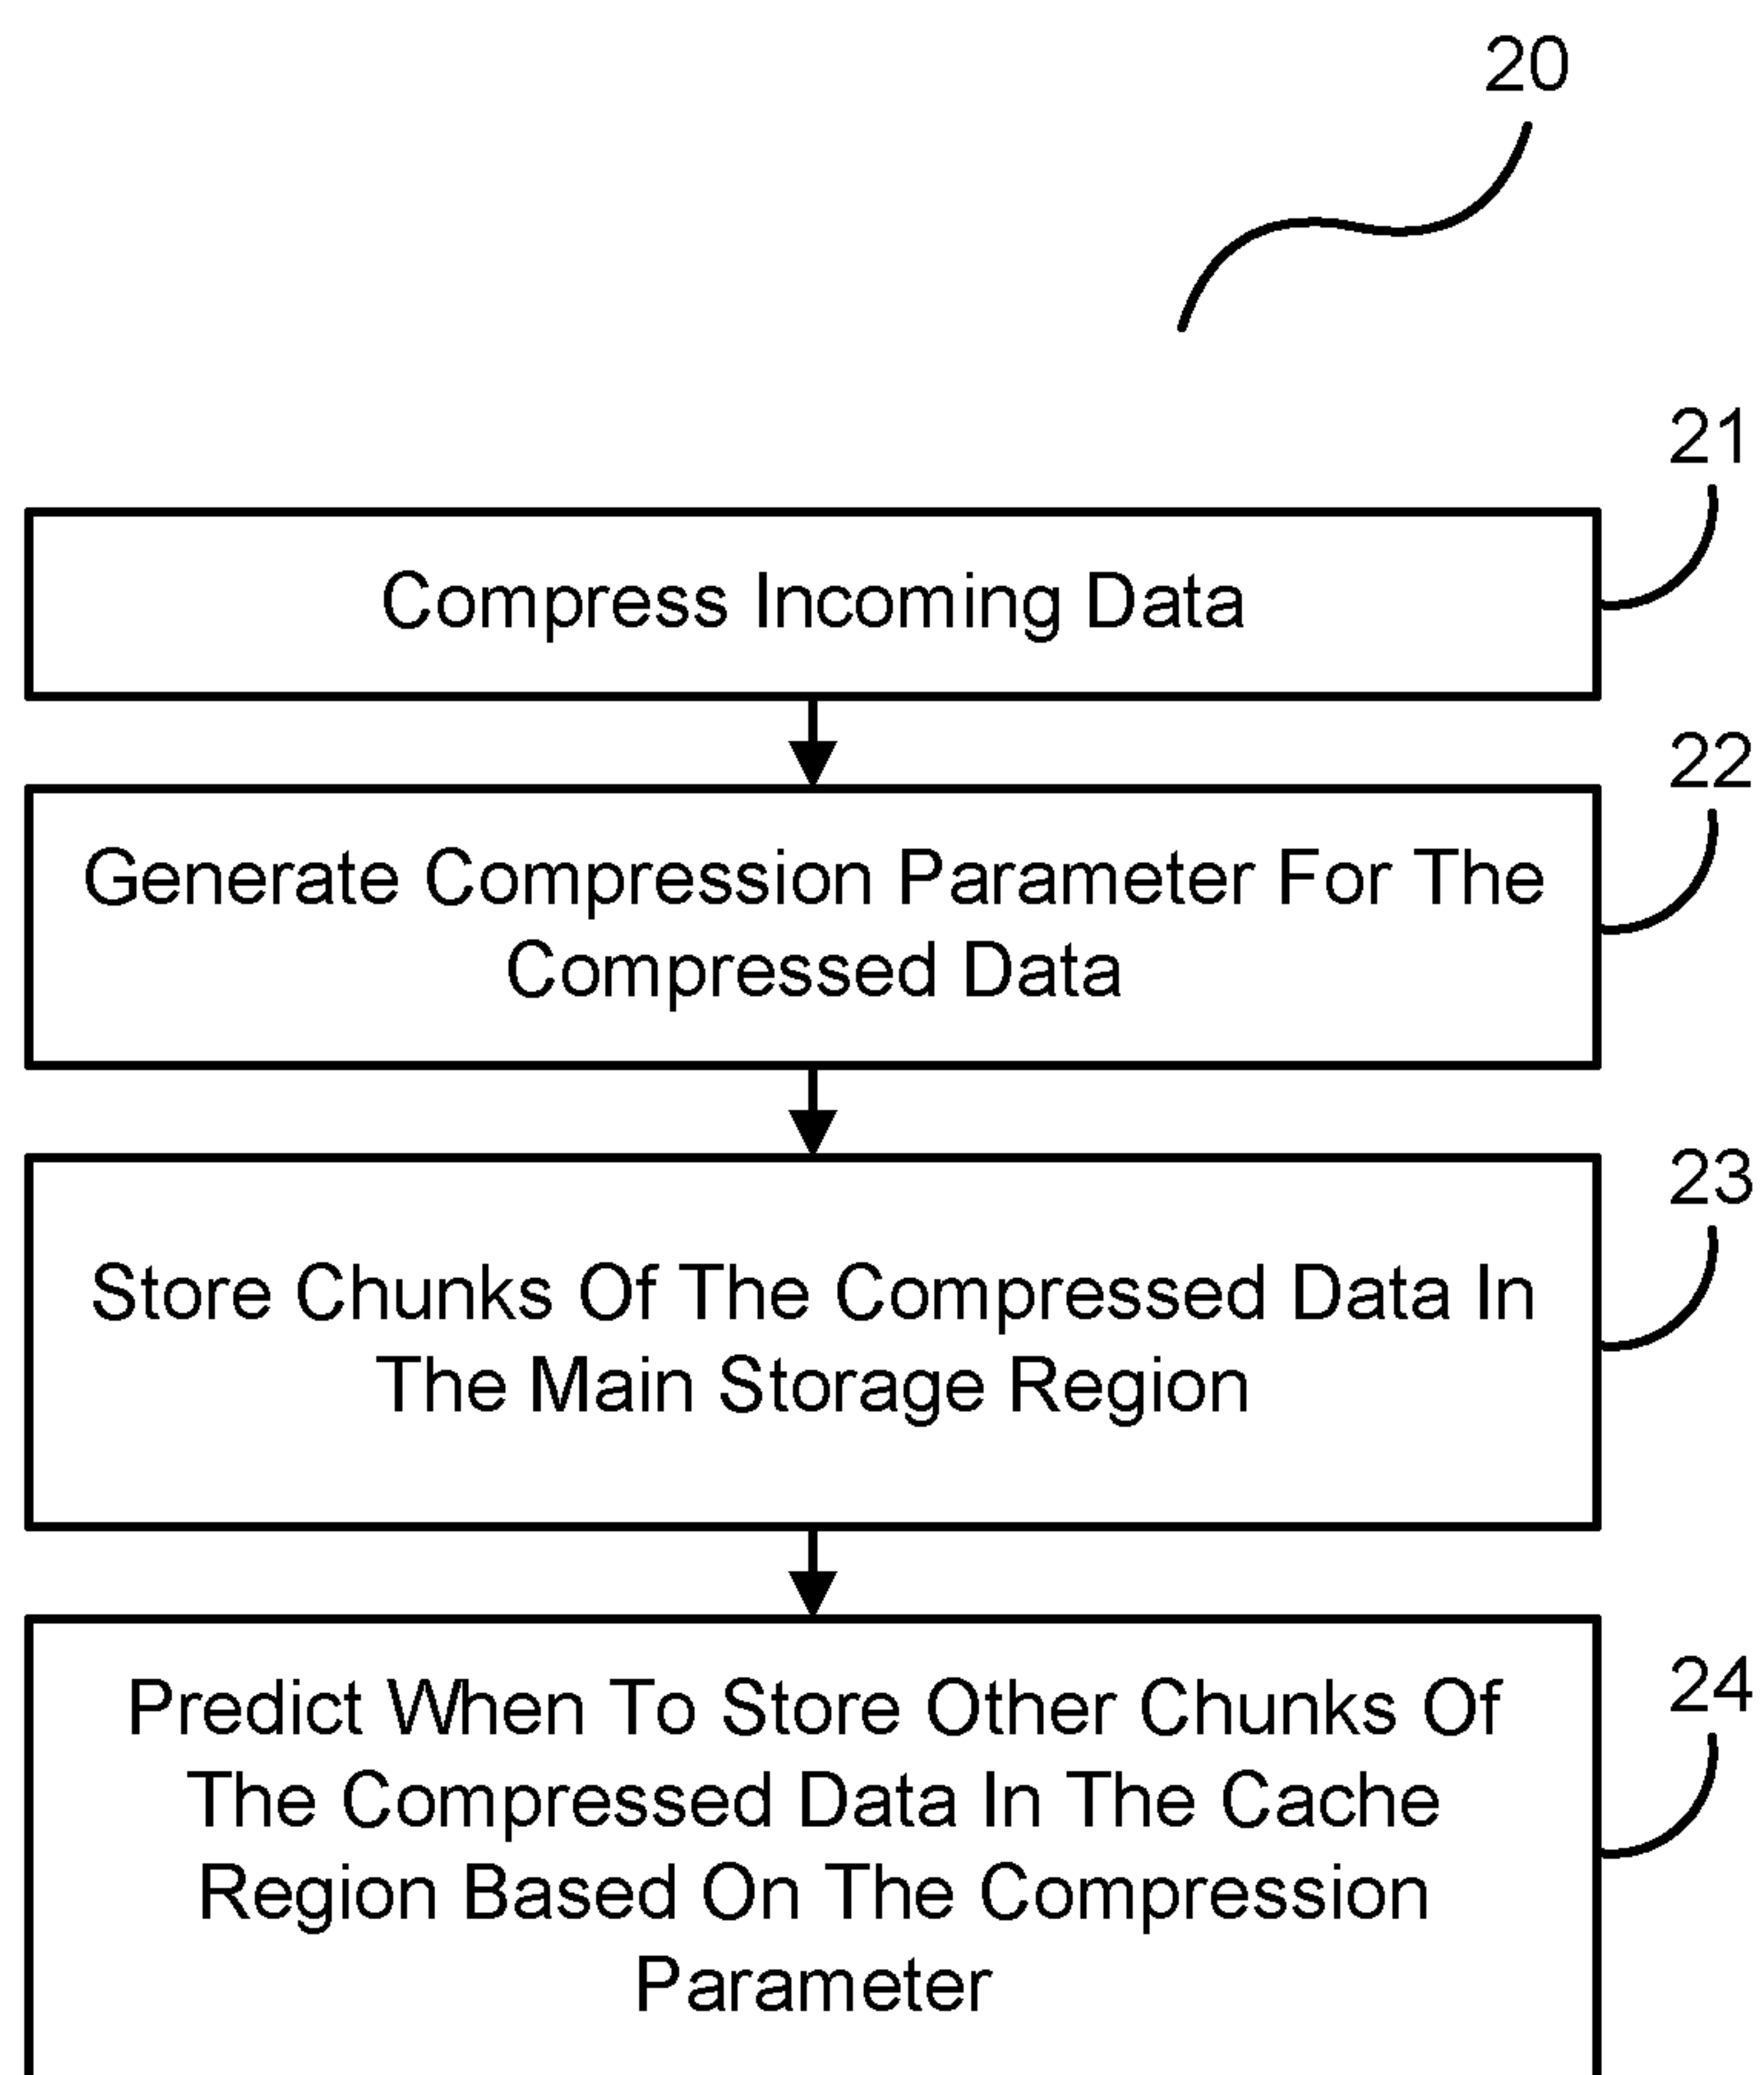 20
21
Compress Incoming Data
22
Generate Compression Parameter For The
Compressed Data
23
Store Chunks Of The Compressed Data In
The Main Storage Region
24
Predict When To Store Other Chunks Of
The Compressed Data In The Cache
Region Based On The Compression
Parameter